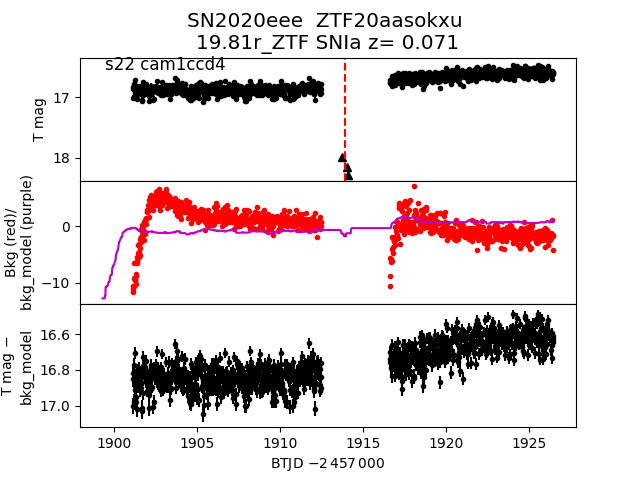 SN2020eee ZTF20aasokxu
19.81r_ZTF SNIa z= 0.071
s22 cam1ccd4
17
18
T mag
0
−10
Bkg (red)/
bkg_model (purple)
16.6
16.8
17.0
T mag −
bkg_model
1900 1905 1910 1915 1920 1925
BTJD −2 457 000